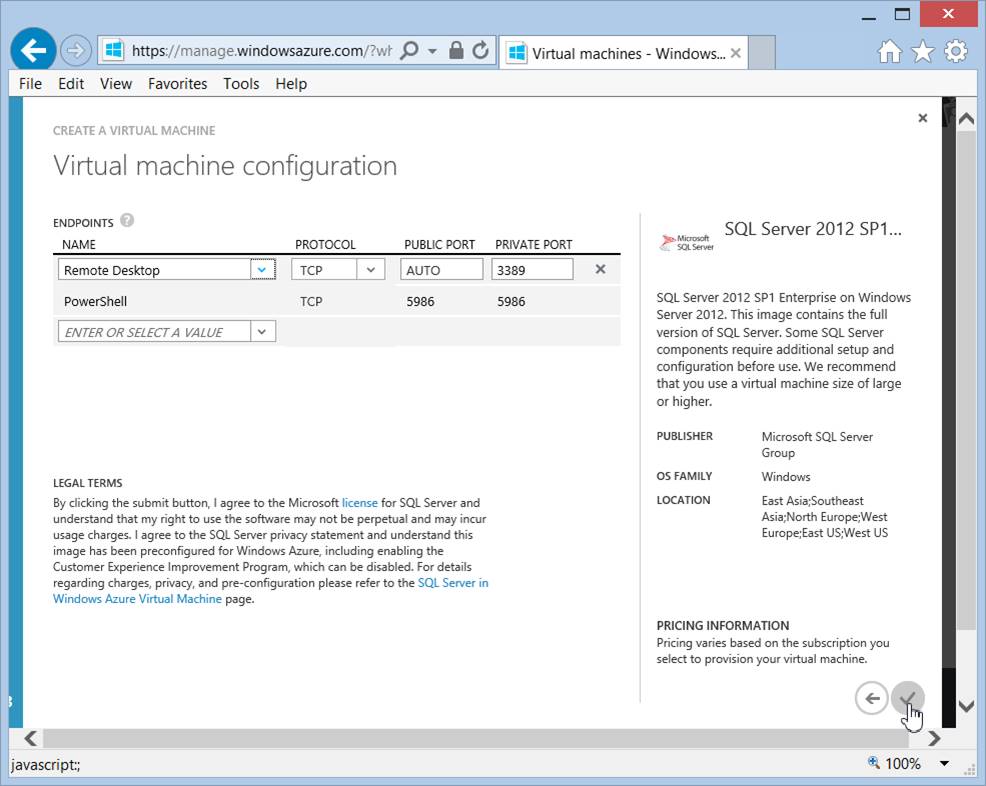 https://manage.windowsazure.com/?wh
Virtual machines - Windows...
File Edit View Favorites Tools Help
CREATE A VIRTUAL MACHINE
Virtual machine configuration
ENDPOINTS ?
NAME PROTOCOL PUBLIC PORT PRIVATE PORT
Remote Desktop TCP AUTO 3389
PowerShell TCP 5986 5986
ENTER OR SELECT A VALUE
LEGAL TERMS
By clicking the submit button, I agree to the Microsoft license for SQL Server and
understand that my right to use the software may not be perpetual and may incur
usage charges. I agree to the SQL Server privacy statement and understand this
image has been preconfigured for Windows Azure, including enabling the
Customer Experience Improvement Program, which can be disabled. For details
regarding charges, privacy, and pre-configuration please refer to the SQL Server in
Windows Azure Virtual Machine page.
Microsoft
SQL Server
SQL Server 2012 SP1...
SQL Server 2012 SP1 Enterprise on Windows
Server 2012. This image contains the full
version of SQL Server. Some SQL Server
components require additional setup and
configuration before use. We recommend
that you use a virtual machine size of large
or higher.
PUBLISHER Microsoft SQL Server
Group
OS FAMILY Windows
LOCATION East Asia;Southeast
Asia;North Europe;West
Europe;East US;West US
PRICING INFORMATION
Pricing varies based on the subscription you
select to provision your virtual machine.
javascript:;
100%